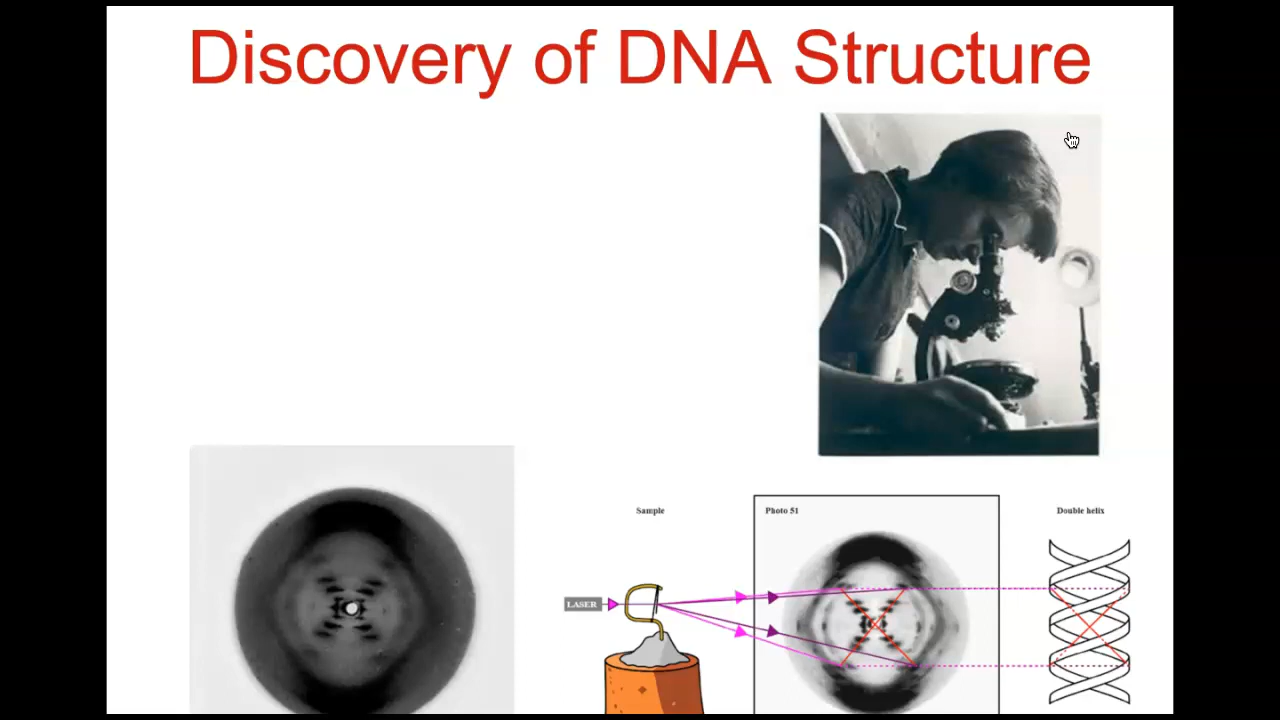 Discovery of DNA Structure
Sample
Photo 51
Double helix
LASER